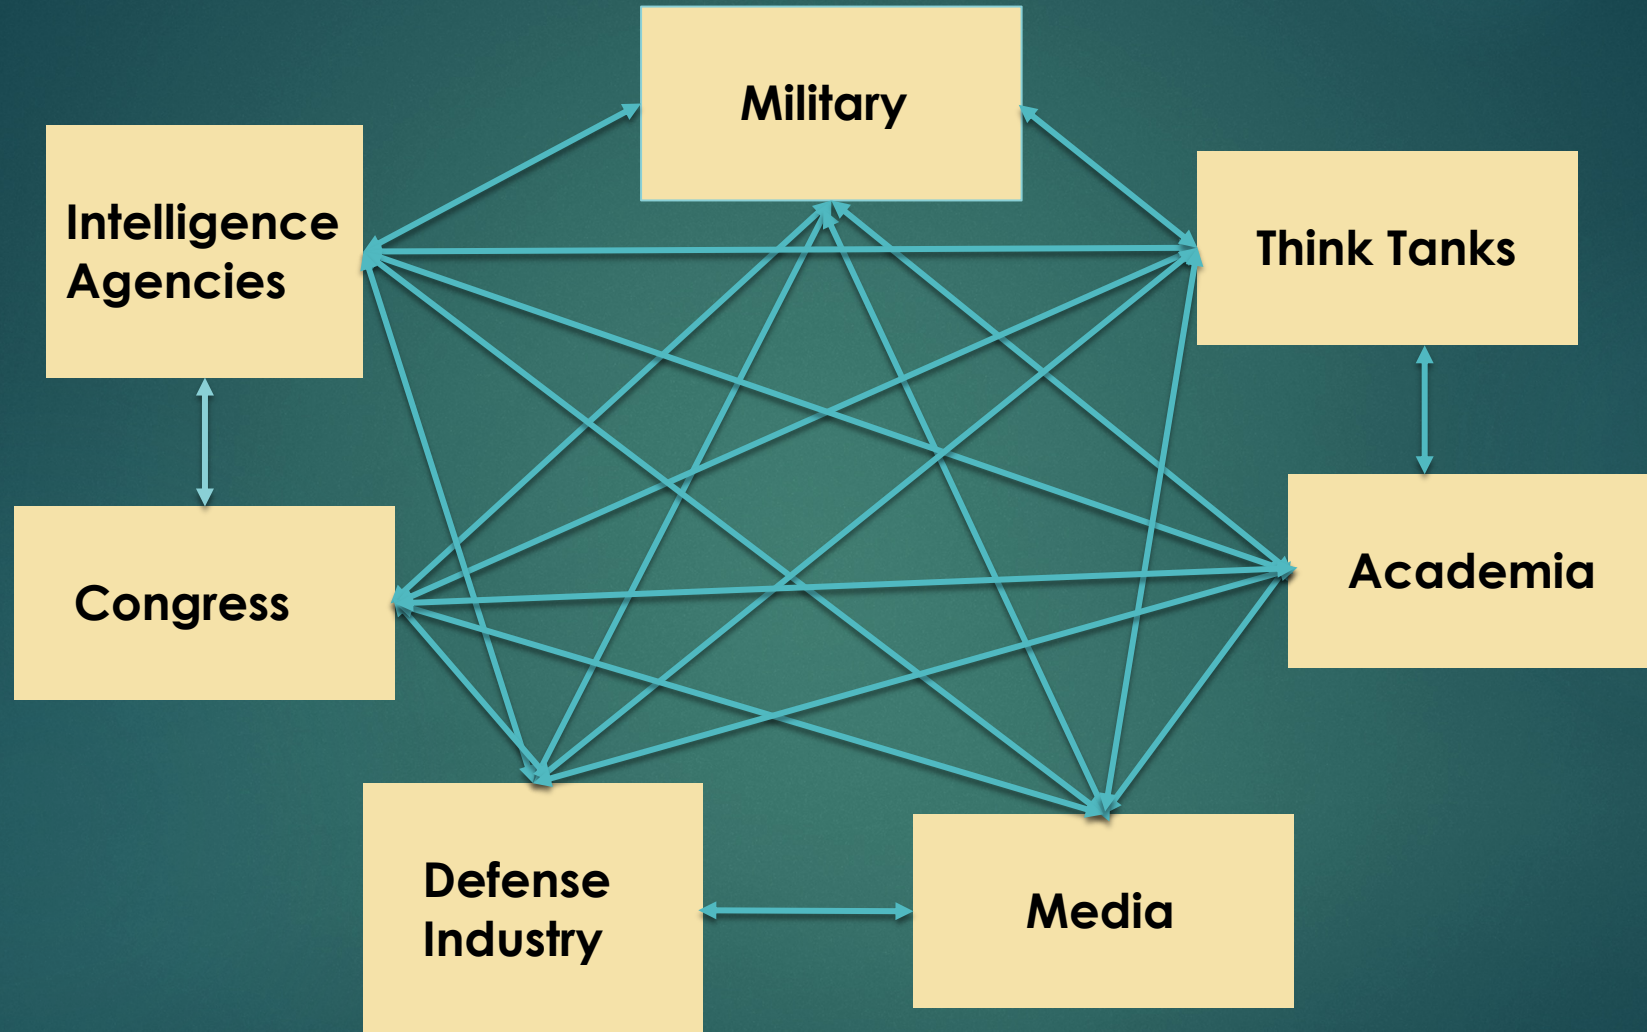 Military
Intelligence
Agencies
Think Tanks
Congress
Academia
Defense
Industry
Media